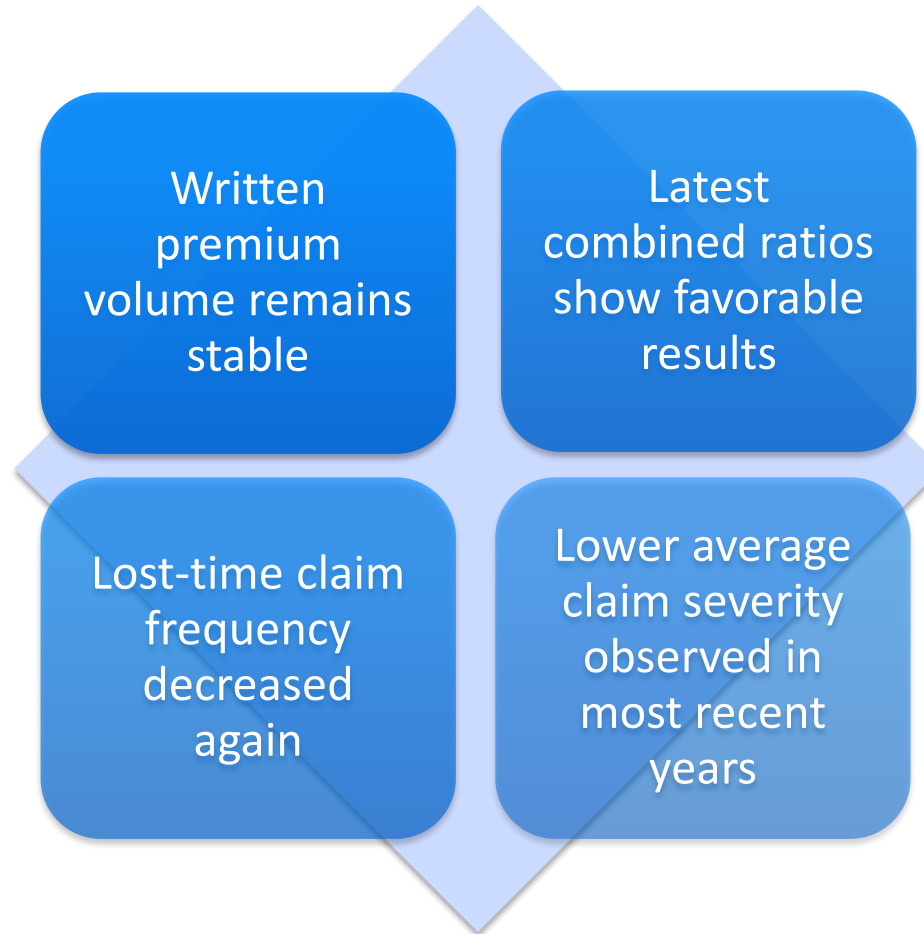 Written
premium
volume remains
stable
Latest
combined ratios
show favorable
results
Lost-time claim
frequency
decreased
again
Lower average
claim severity
observed in
most recent
years